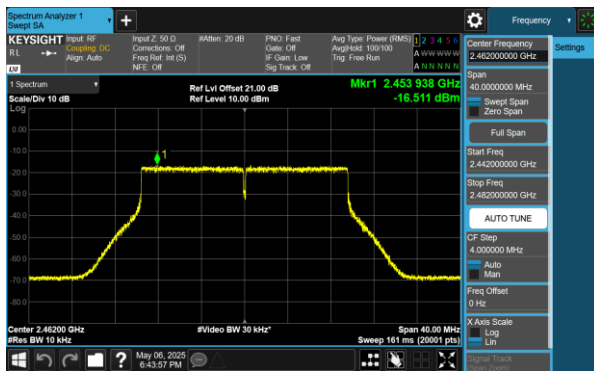 Spectrum Analyzer 1
Swept SA
Frequency
KEYSIGHT
RL
LXI
Input: RF
Coupling: DC
Align: Auto
Input Z: 50 Ω
Corrections: Off
Freq Ref: Int (S)
NFE: Off
#Atten: 20 dB
PNO: Fast
Gate: Off
IF Gain: Low
Sig Track: Off
Avg Type: Power (RMS)
Avg|Hold: 100/100
Trig: Free Run
1 2 3 4 5 6
A W W W W W
A N N N N N
1 Spectrum
Scale/Div 10 dB
Ref Lvl Offset 21.00 dB
Ref Level 10.00 dBm
Mkr1 2.453 938 GHz
-16.511 dBm
Log
0.00
-10.0
-20.0
-30.0
-40.0
-50.0
-60.0
-70.0
-80.0
1
Center 2.46200 GHz
#Res BW 10 kHz
#Video BW 30 kHz*
Span 40.00 MHz
Sweep 161 ms (20001 pts)
May 06, 2025
6:43:57 PM
Center Frequency
2.462000000 GHz
Settings
Span
40.0000000 MHz
Swept Span
Zero Span
Full Span
Start Freq
2.442000000 GHz
Stop Freq
2.482000000 GHz
AUTO TUNE
CF Step
4.000000 MHz
Auto
Man
Freq Offset
0 Hz
X Axis Scale
Log
Lin
Signal Track
(Span Zoom)